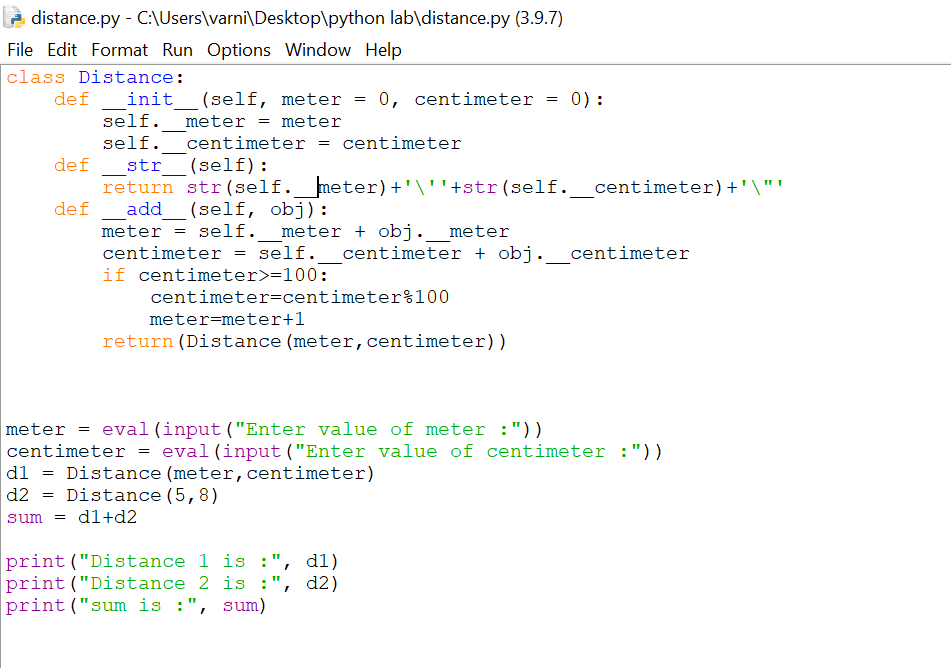 distance.py - C:\Users\varni\Desktop\python lab\distance.py (3.9.7)
File Edit Format Run Options Window Help
class Distance:
    def __init__(self, meter = 0, centimeter = 0):
        self.__meter = meter
        self.__centimeter = centimeter
    def __str__(self):
        return str(self.__meter)+'\''+str(self.__centimeter)+'\"'
    def __add__(self, obj):
        meter = self.__meter + obj.__meter
        centimeter = self.__centimeter + obj.__centimeter
        if centimeter>=100:
            centimeter=centimeter%100
            meter=meter+1
        return(Distance(meter,centimeter))
meter = eval(input("Enter value of meter :"))
centimeter = eval(input("Enter value of centimeter :"))
d1 = Distance(meter,centimeter)
d2 = Distance(5,8)
sum = d1+d2
print("Distance 1 is :", d1)
print("Distance 2 is :", d2)
print("sum is :", sum)